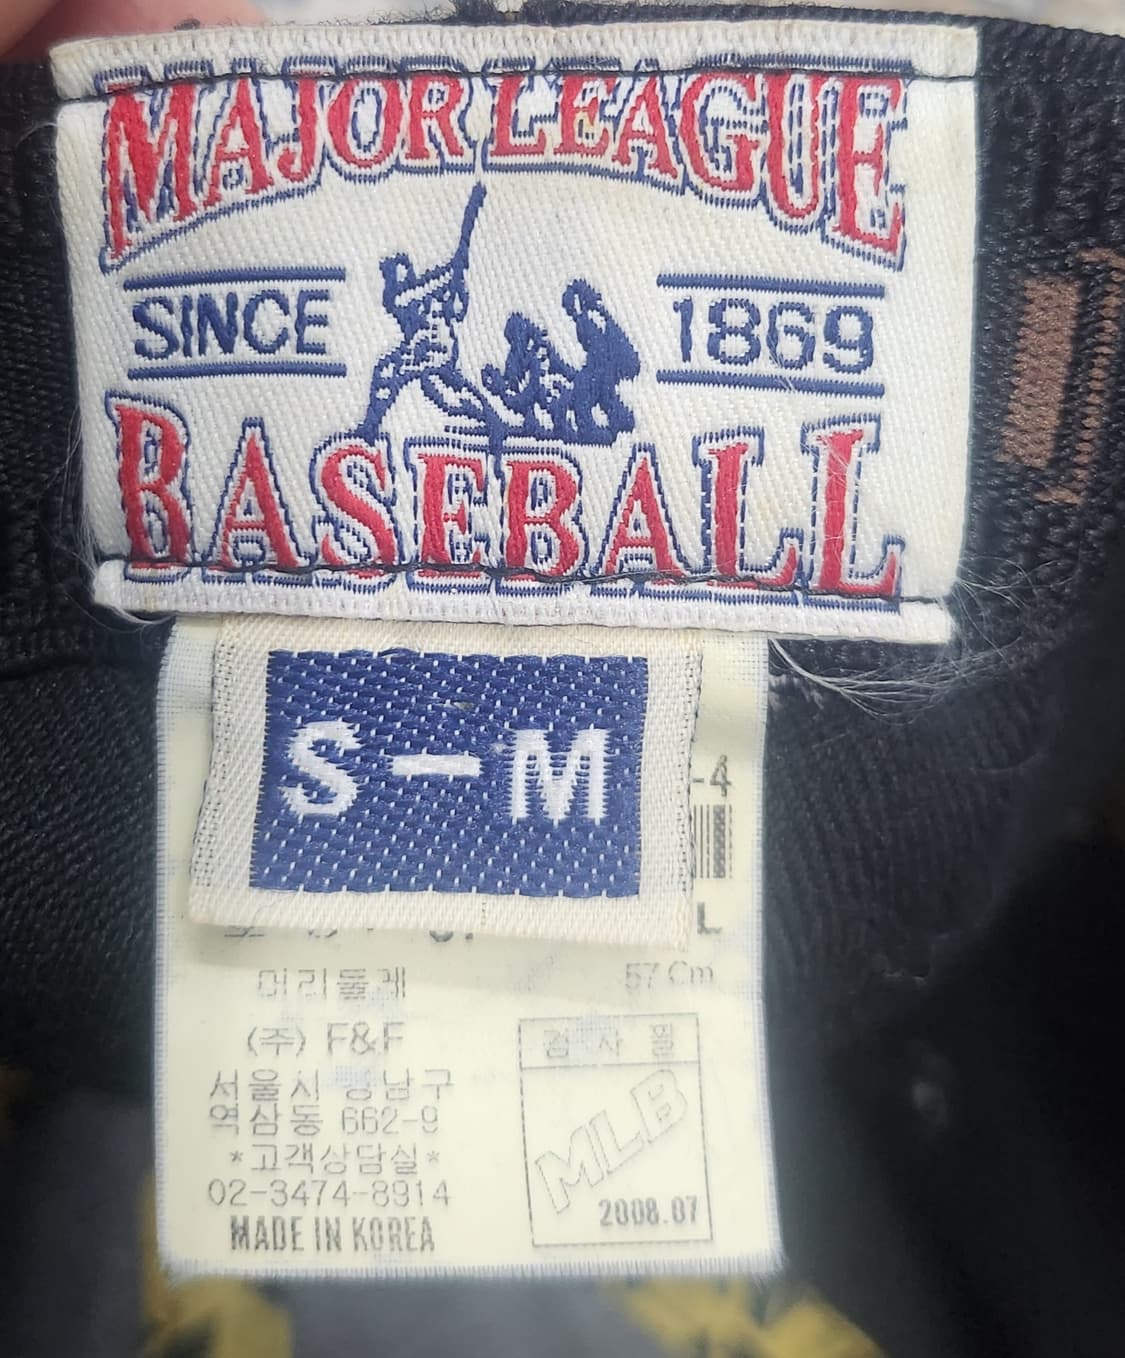 MAJOR LEAGUE
SINCE 1869
BASEBALL
S-M
-4
L
머리둘레 57 Cm
(주) F&F
서울시 강남구
역삼동 662-9
*고객상담실*
02-3474-8914
MADE IN KOREA
검 사 필
MLB
2008.07